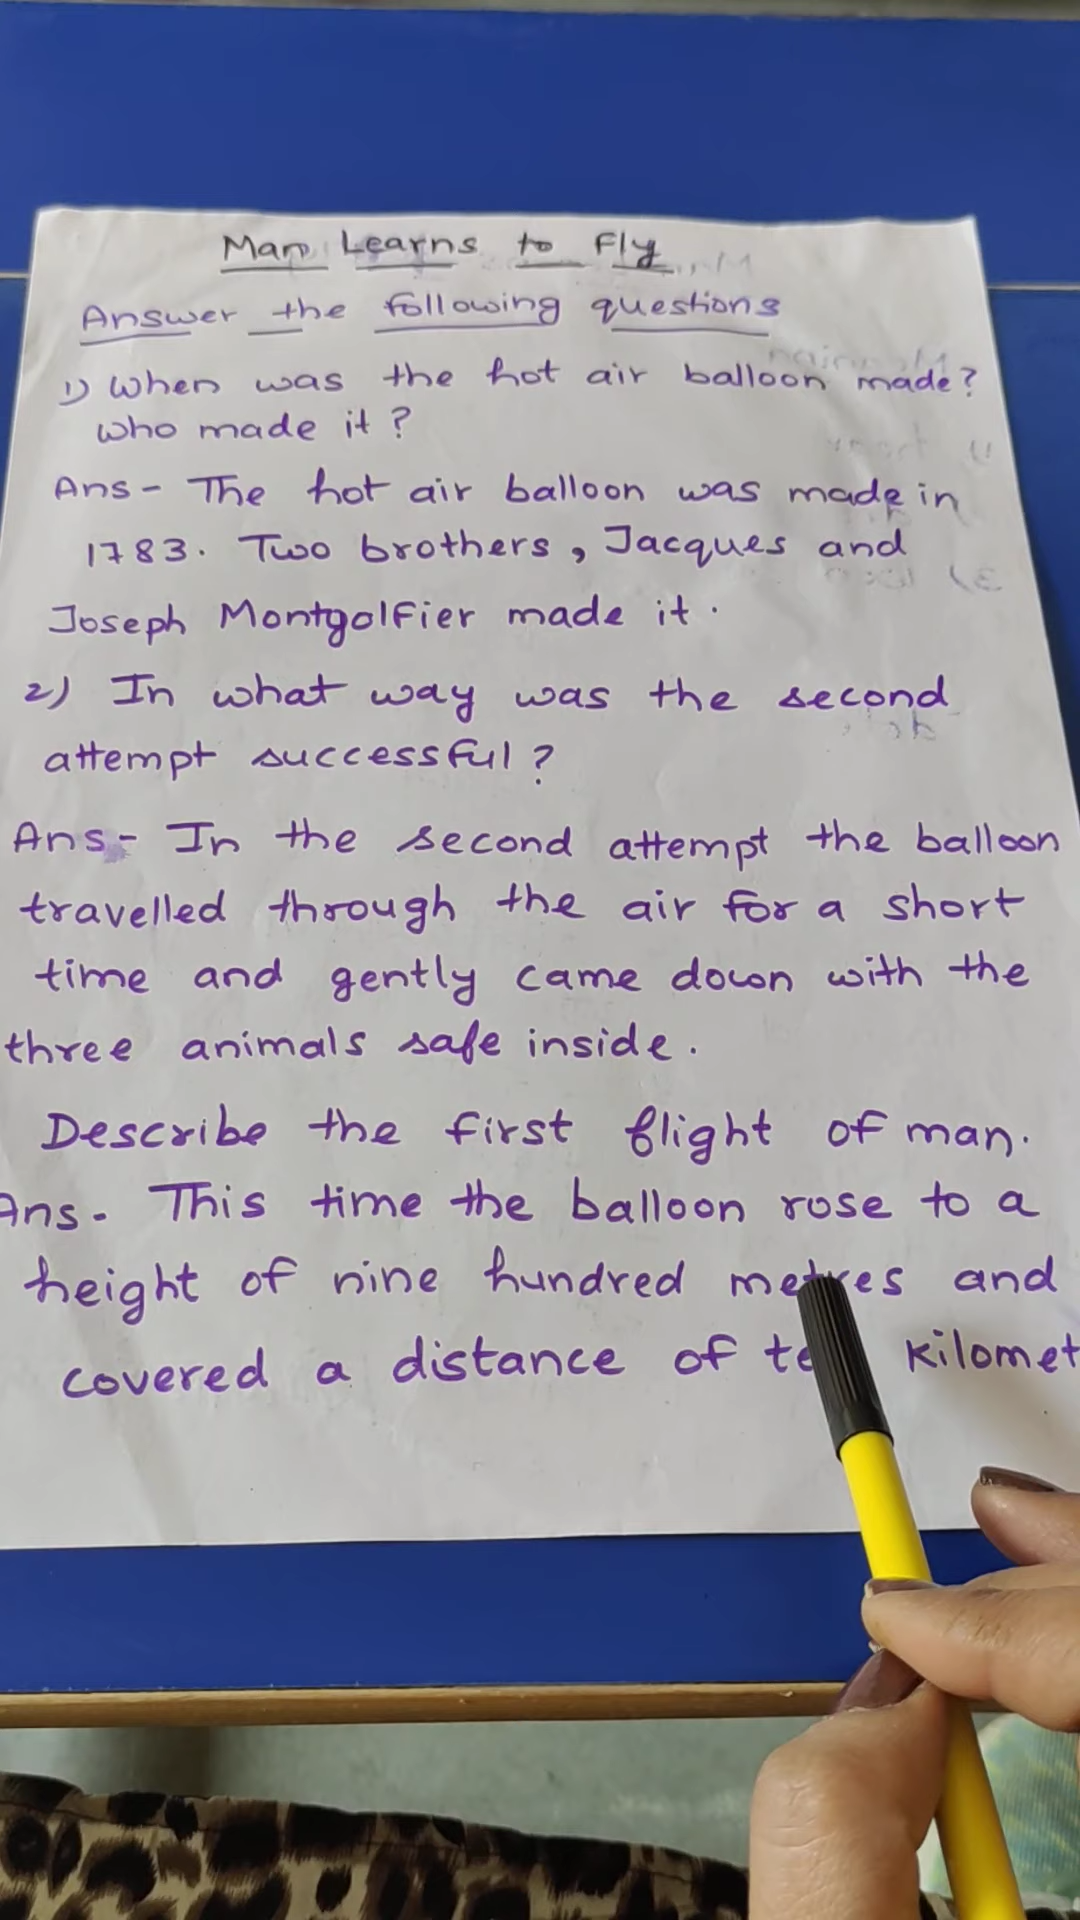 Man Learns to Fly
Answer the following questions
1) When was the hot air balloon made?
Who made it?
Ans- The hot air balloon was made in
1783. Two brothers, Jacques and
Joseph Montgolfier made it.
2) In what way was the second
attempt successful?
Ans- In the second attempt the balloon
travelled through the air for a short
time and gently came down with the
three animals safe inside.
Describe the first flight of man.
Ans. This time the balloon rose to a
height of nine hundred metres and
covered a distance of